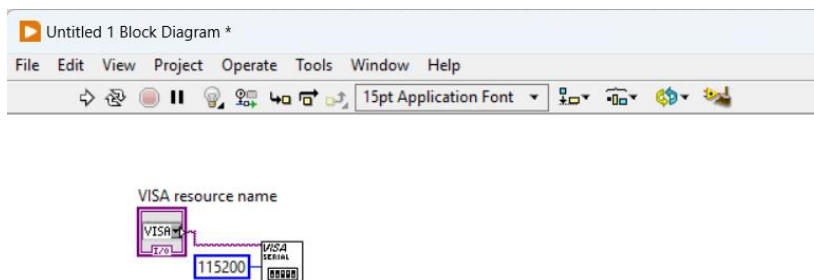 Untitled 1 Block Diagram *
File Edit View Project Operate Tools Window Help
15pt Application Font
VISA resource name
VISA
I/O
VISA
SERIAL
115200